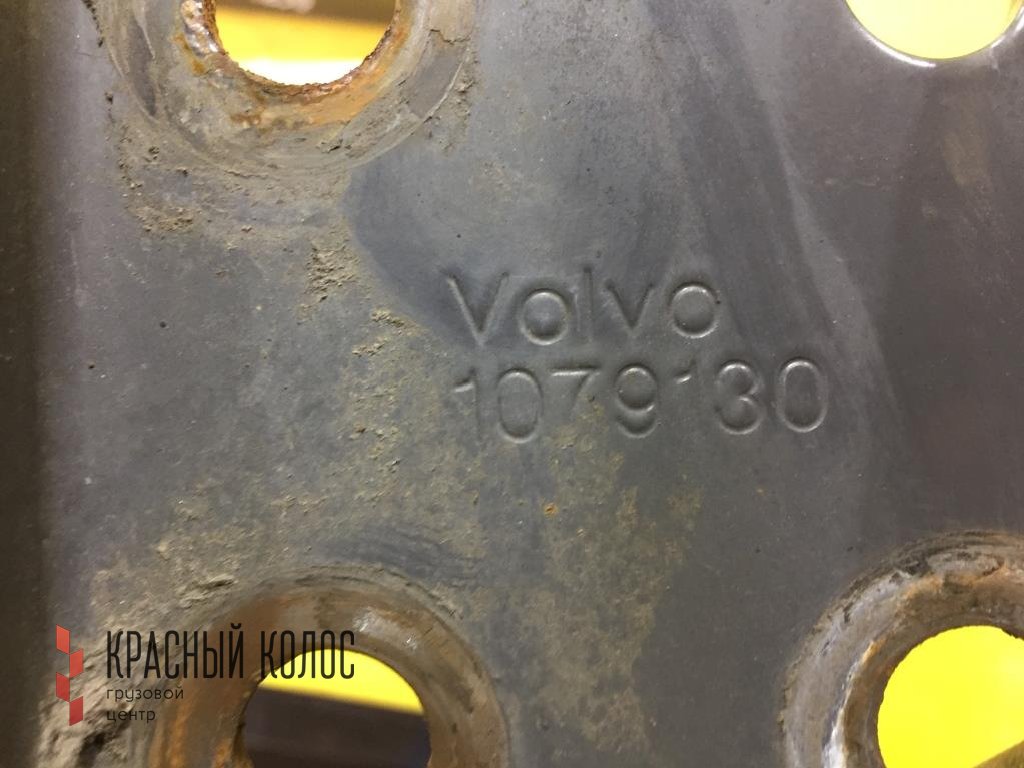 Volvo
1079130
КРАСНЫЙ КОЛОС
грузовой
центр